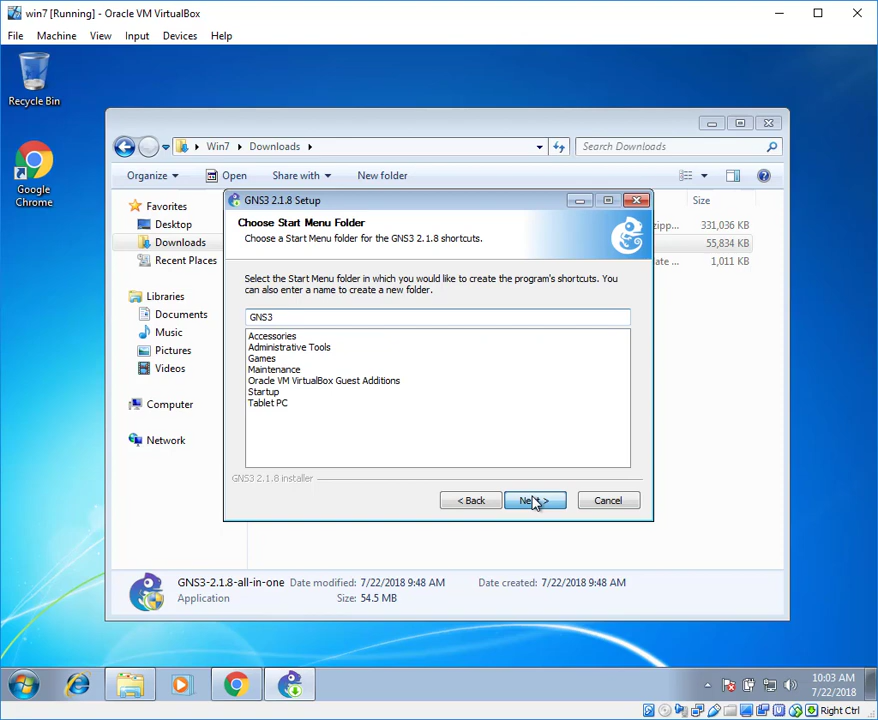 win7 [Running] - Oracle VM VirtualBox
File Machine View Input Devices Help
Recycle Bin
Google
Chrome
Win7 Downloads
Search Downloads
Organize Open Share with New folder
Favorites
Desktop
Downloads
Recent Places
Libraries
Documents
Music
Pictures
Videos
Computer
Network
Size
331,036 KB
55,834 KB
1,011 KB
GNS3 2.1.8 Setup
Choose Start Menu Folder
Choose a Start Menu folder for the GNS3 2.1.8 shortcuts.
Select the Start Menu folder in which you would like to create the program's shortcuts. You
can also enter a name to create a new folder.
GNS3
Accessories
Administrative Tools
Games
Maintenance
Oracle VM VirtualBox Guest Additions
Startup
Tablet PC
GNS3 2.1.8 installer
< Back Next > Cancel
GNS3-2.1.8-all-in-one Date modified: 7/22/2018 9:48 AM Date created: 7/22/2018 9:48 AM
Application Size: 54.5 MB
10:03 AM
7/22/2018
Right Ctrl